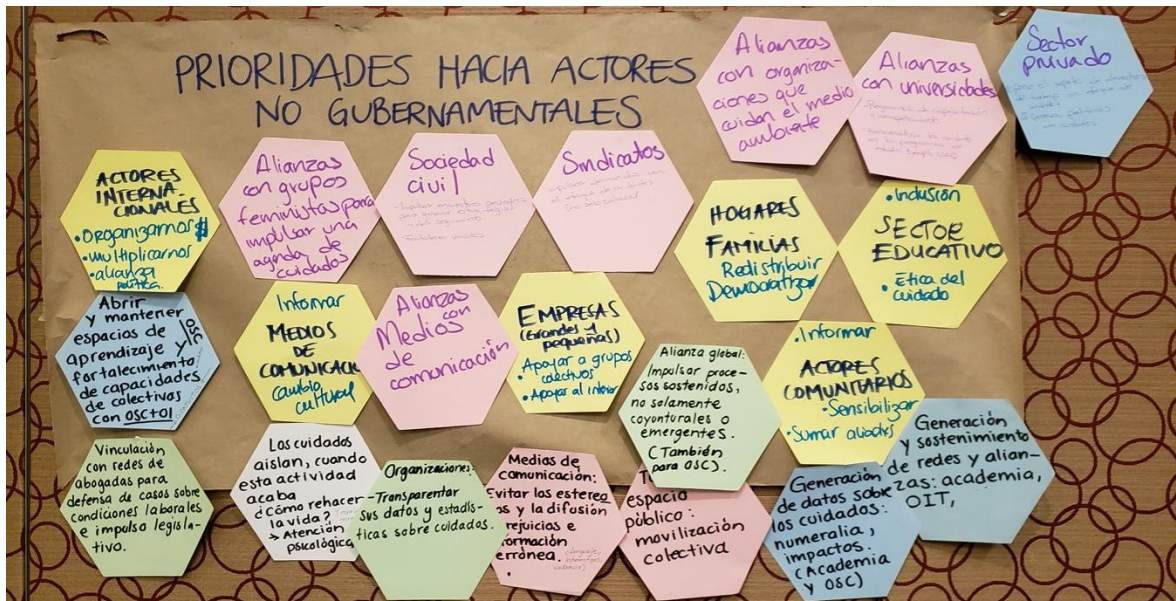 PRIORIDADES HACIA ACTORES
NO GUBERNAMENTALES
Alianzas
con organiza-
ciones que
cuidan el medio
ambiente
Alianzas
con universidades
Sector
privado
ACTORES
INTERNA-
CIONALES
• Organizarnos $
• multiplicarnos
• alianza
política.
Alianzas
con grupos
feministas para
impulsar una
agenda de
cuidados
Sociedad
civil
Sindicatos
HOGARES
FAMILIAS
Redistribuir
Democratizar
• Inclusión
SECTOR
EDUCATIVO
• Ética del
cuidado
Abrir
y mantener
espacios de
aprendizaje y/o
fortalecimiento OSC
de capacidades
de colectivas
con OSC+OI
Informar
MEDIOS
DE
COMUNICACI
cambio
cultural
Alianzas
con
Medios
de
comunicación
EMPRESAS
(Grandes y
pequeñas)
• Apoyar a grupos
colectivos
• Apoyar al interior
Alianza global:
Impulsar proce-
sos sostenidos,
no solamente
coyunturales o
emergentes.
(También
para OSC).
• Informar
ACTORES
COMUNITARIOS
• Sensibilizar
• Sumar aliados
Generación
y sostenimiento
de redes y alian-
zas: academia,
OIT,
Vinculación
con redes de
abogadas para
defensa de casos sobre
condiciones laborales
e impulso legisla-
tivo.
Los cuidados
aislan, cuando
esta actividad
acaba
¿cómo rehacer
la vida?
→ Atención
psicológica
Organizaciones:
-Transparentar
sus datos y estadís-
ticas sobre cuidados.
Medios de
comunicación:
Evitar los estereo
os y la difusión
rejuicios e
formación
errónea.
espacio
público:
movilización
colectiva
Generación
de datos sobre
los cuidados:
numeralia,
impactos.
(Academia
y OSC)